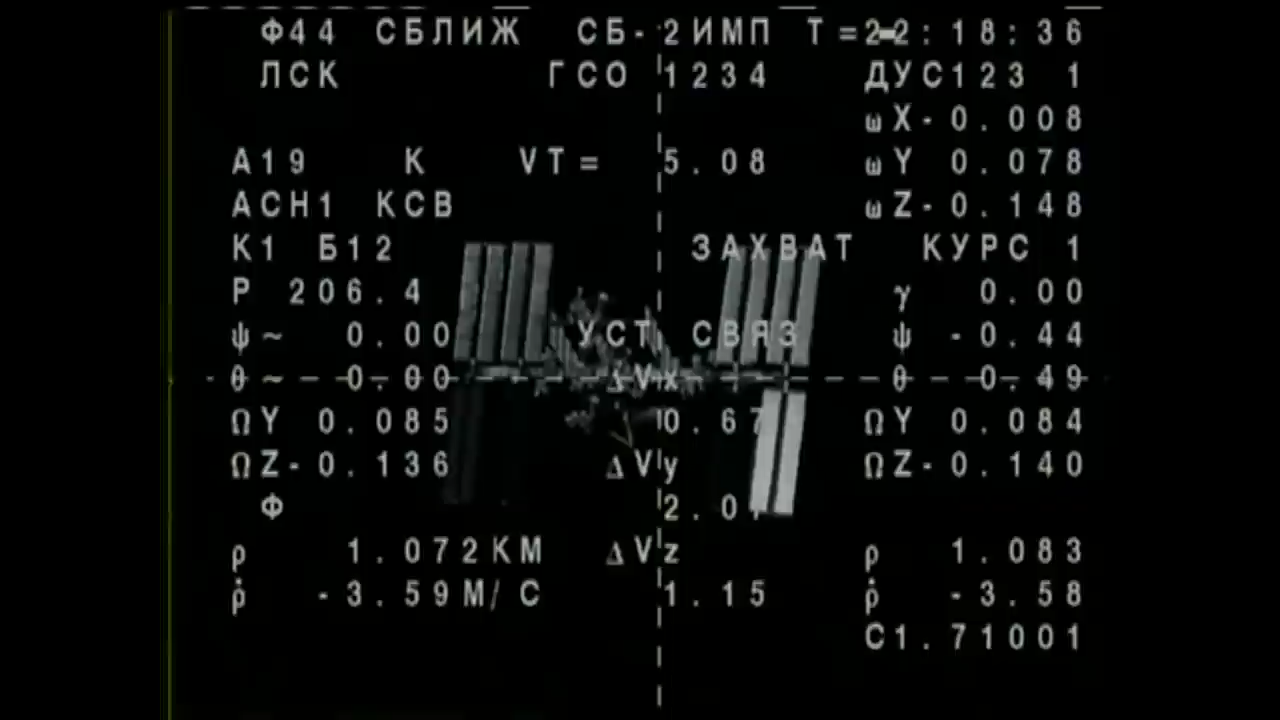 Ф44 СБЛИЖ СБ-2ИМП T=22:18:36
ЛСК ГСО 1234 ДУС123 1
ωX-0.008
А19 К VT= 5.08 ωY 0.078
АСН1 КСВ ωZ-0.148
К1 Б12 ЗАХВАТ КУРС 1
Р 206.4 γ 0.00
ψ~ 0.00 УСТ СВЯЗ ψ -0.44
θ ~ 0.00 ΔVx θ 0.49
ΩY 0.085 0.67 ΩY 0.084
ΩZ-0.136 ΔVy ΩZ-0.140
Ф
ρ 1.072КМ ΔVz ρ 1.083
ρ̇ -3.59М/С 1.15 ρ̇ -3.58
С1.71001